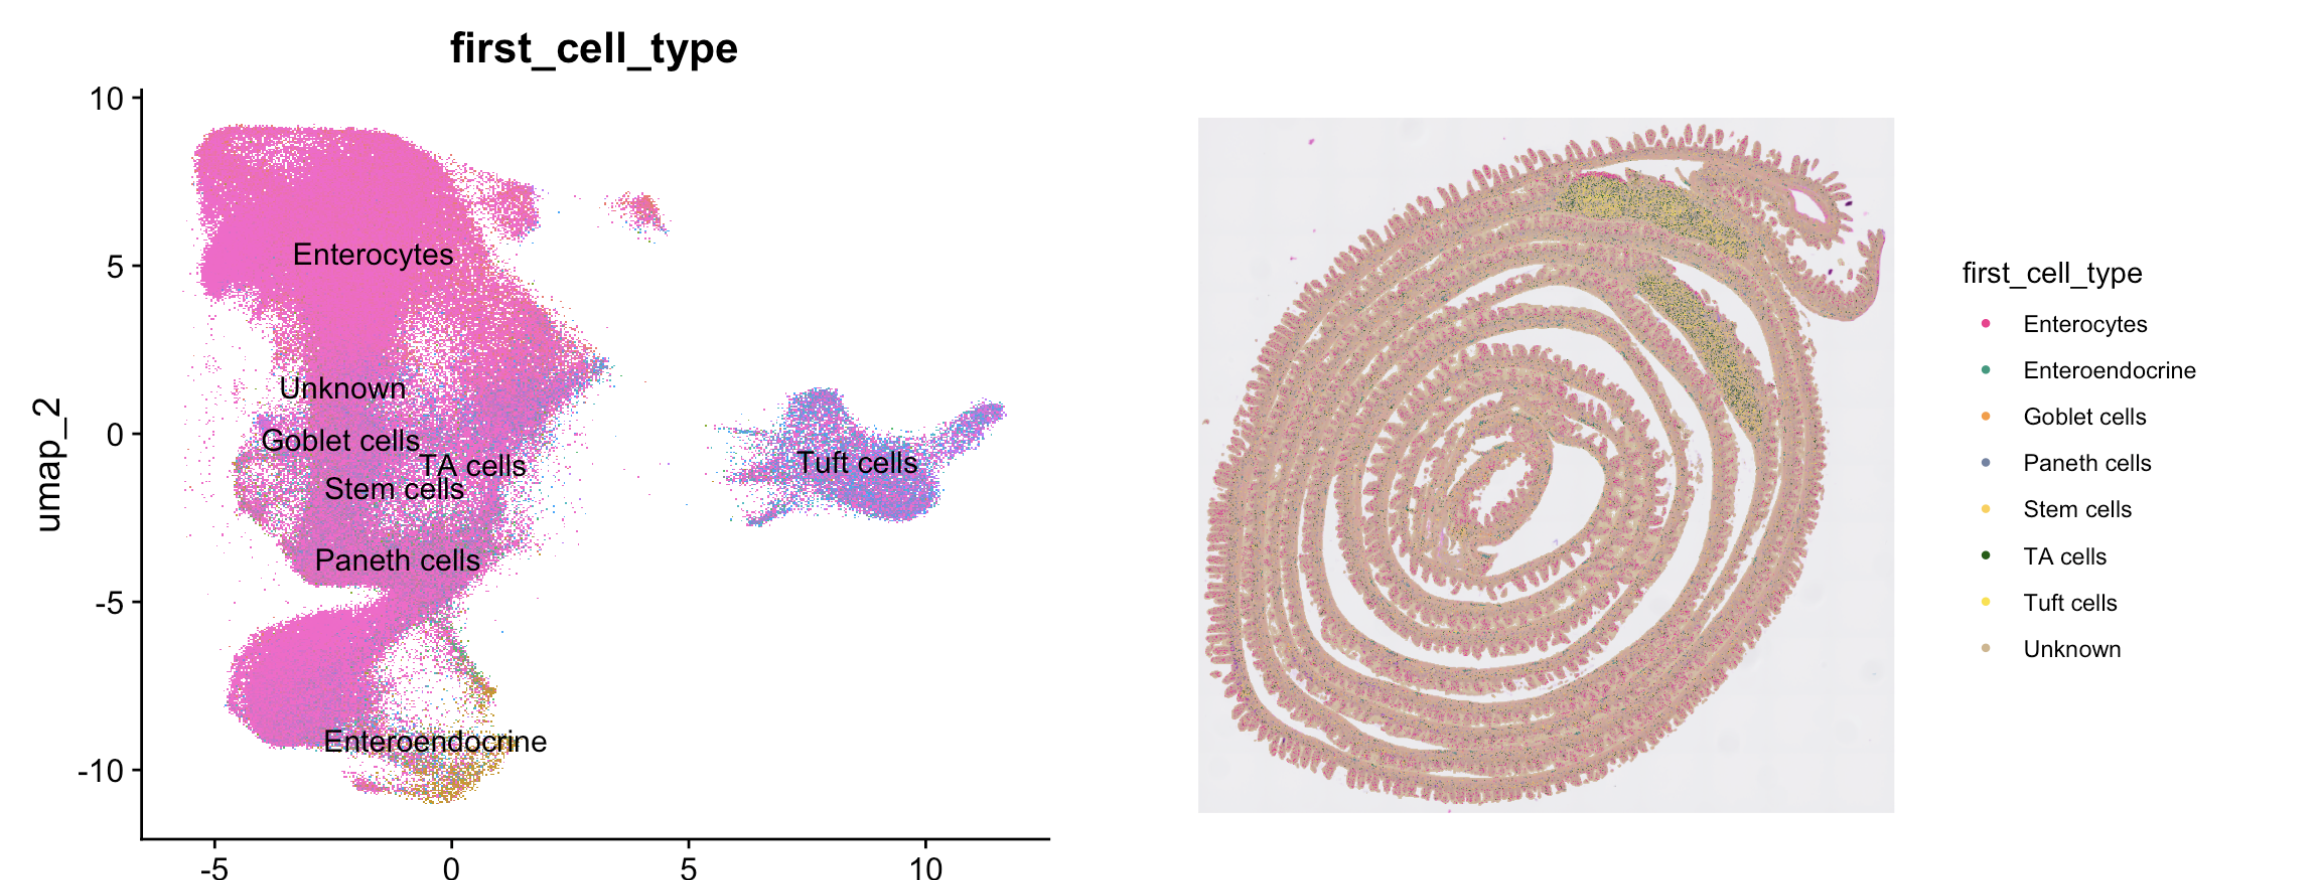 first_cell_type
umap_2
10
5
0
-5
-10
-5
0
5
10
Enterocytes
Unknown
Goblet cells
TA cells
Stem cells
Paneth cells
Enteroendocrine
Tuft cells
first_cell_type
Enterocytes
Enteroendocrine
Goblet cells
Paneth cells
Stem cells
TA cells
Tuft cells
Unknown